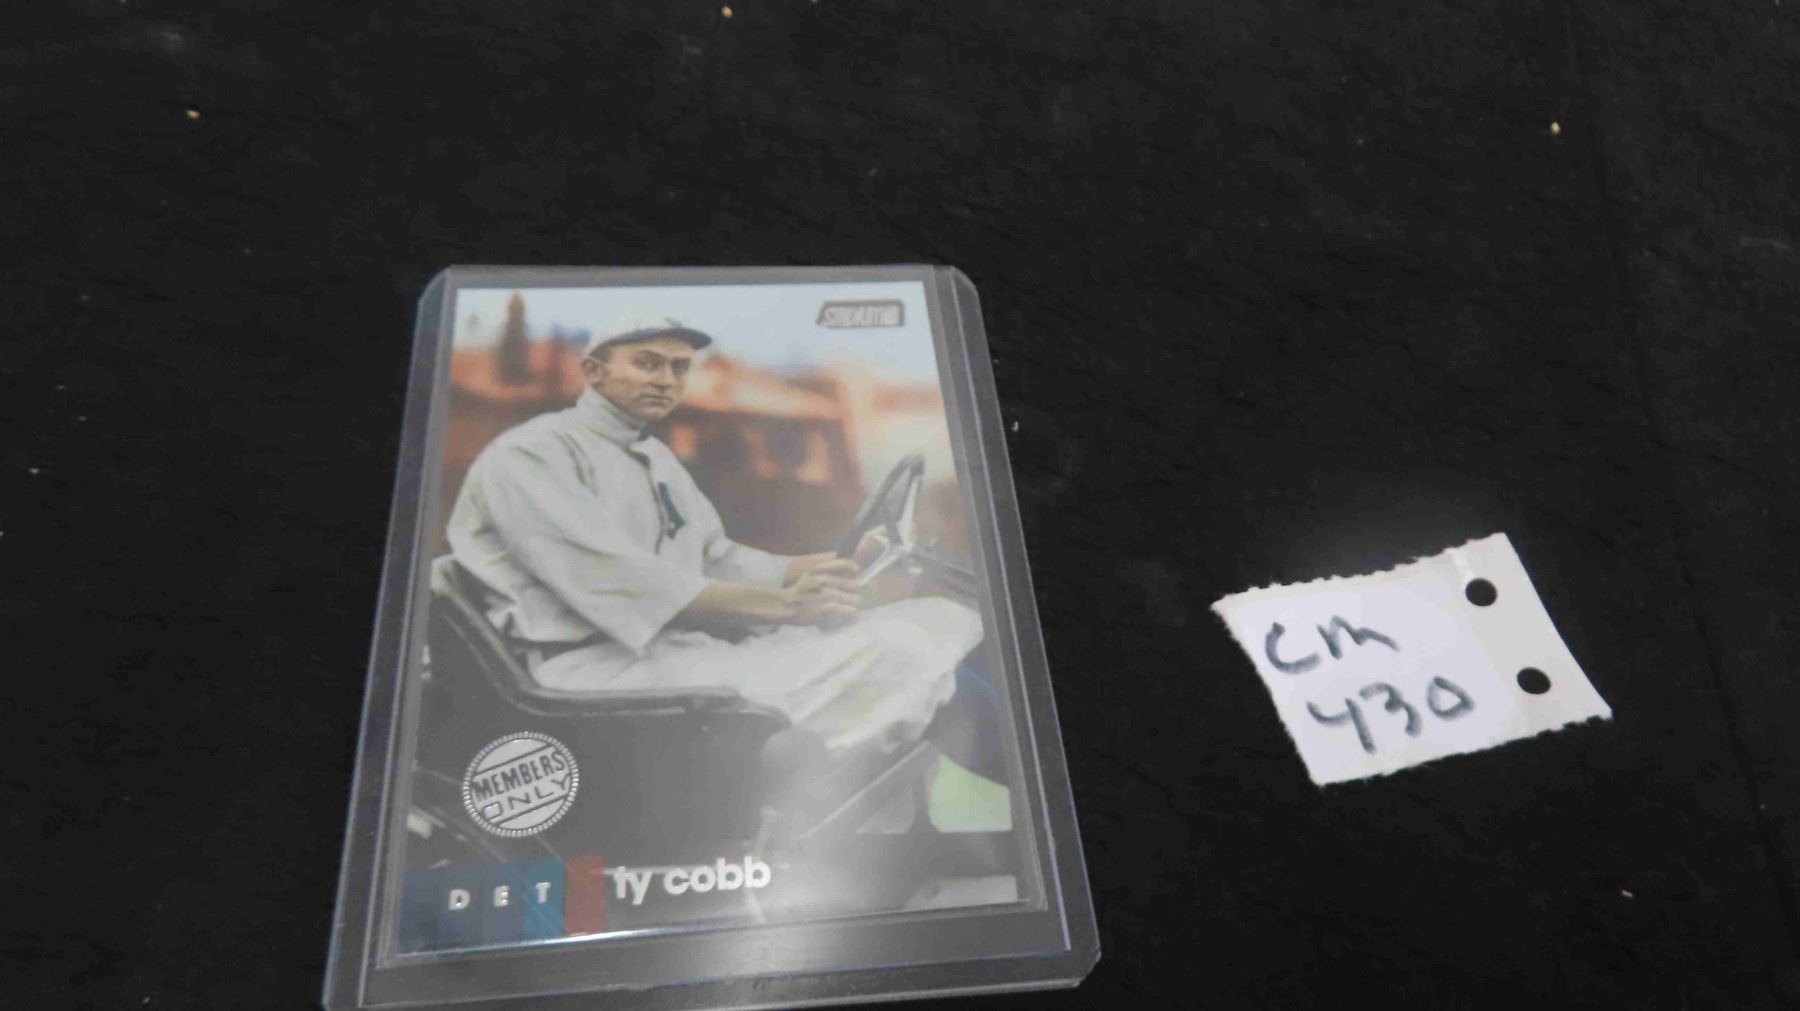 STADIUM
MEMBERS
ONLY
DET
ty cobb
CM
430